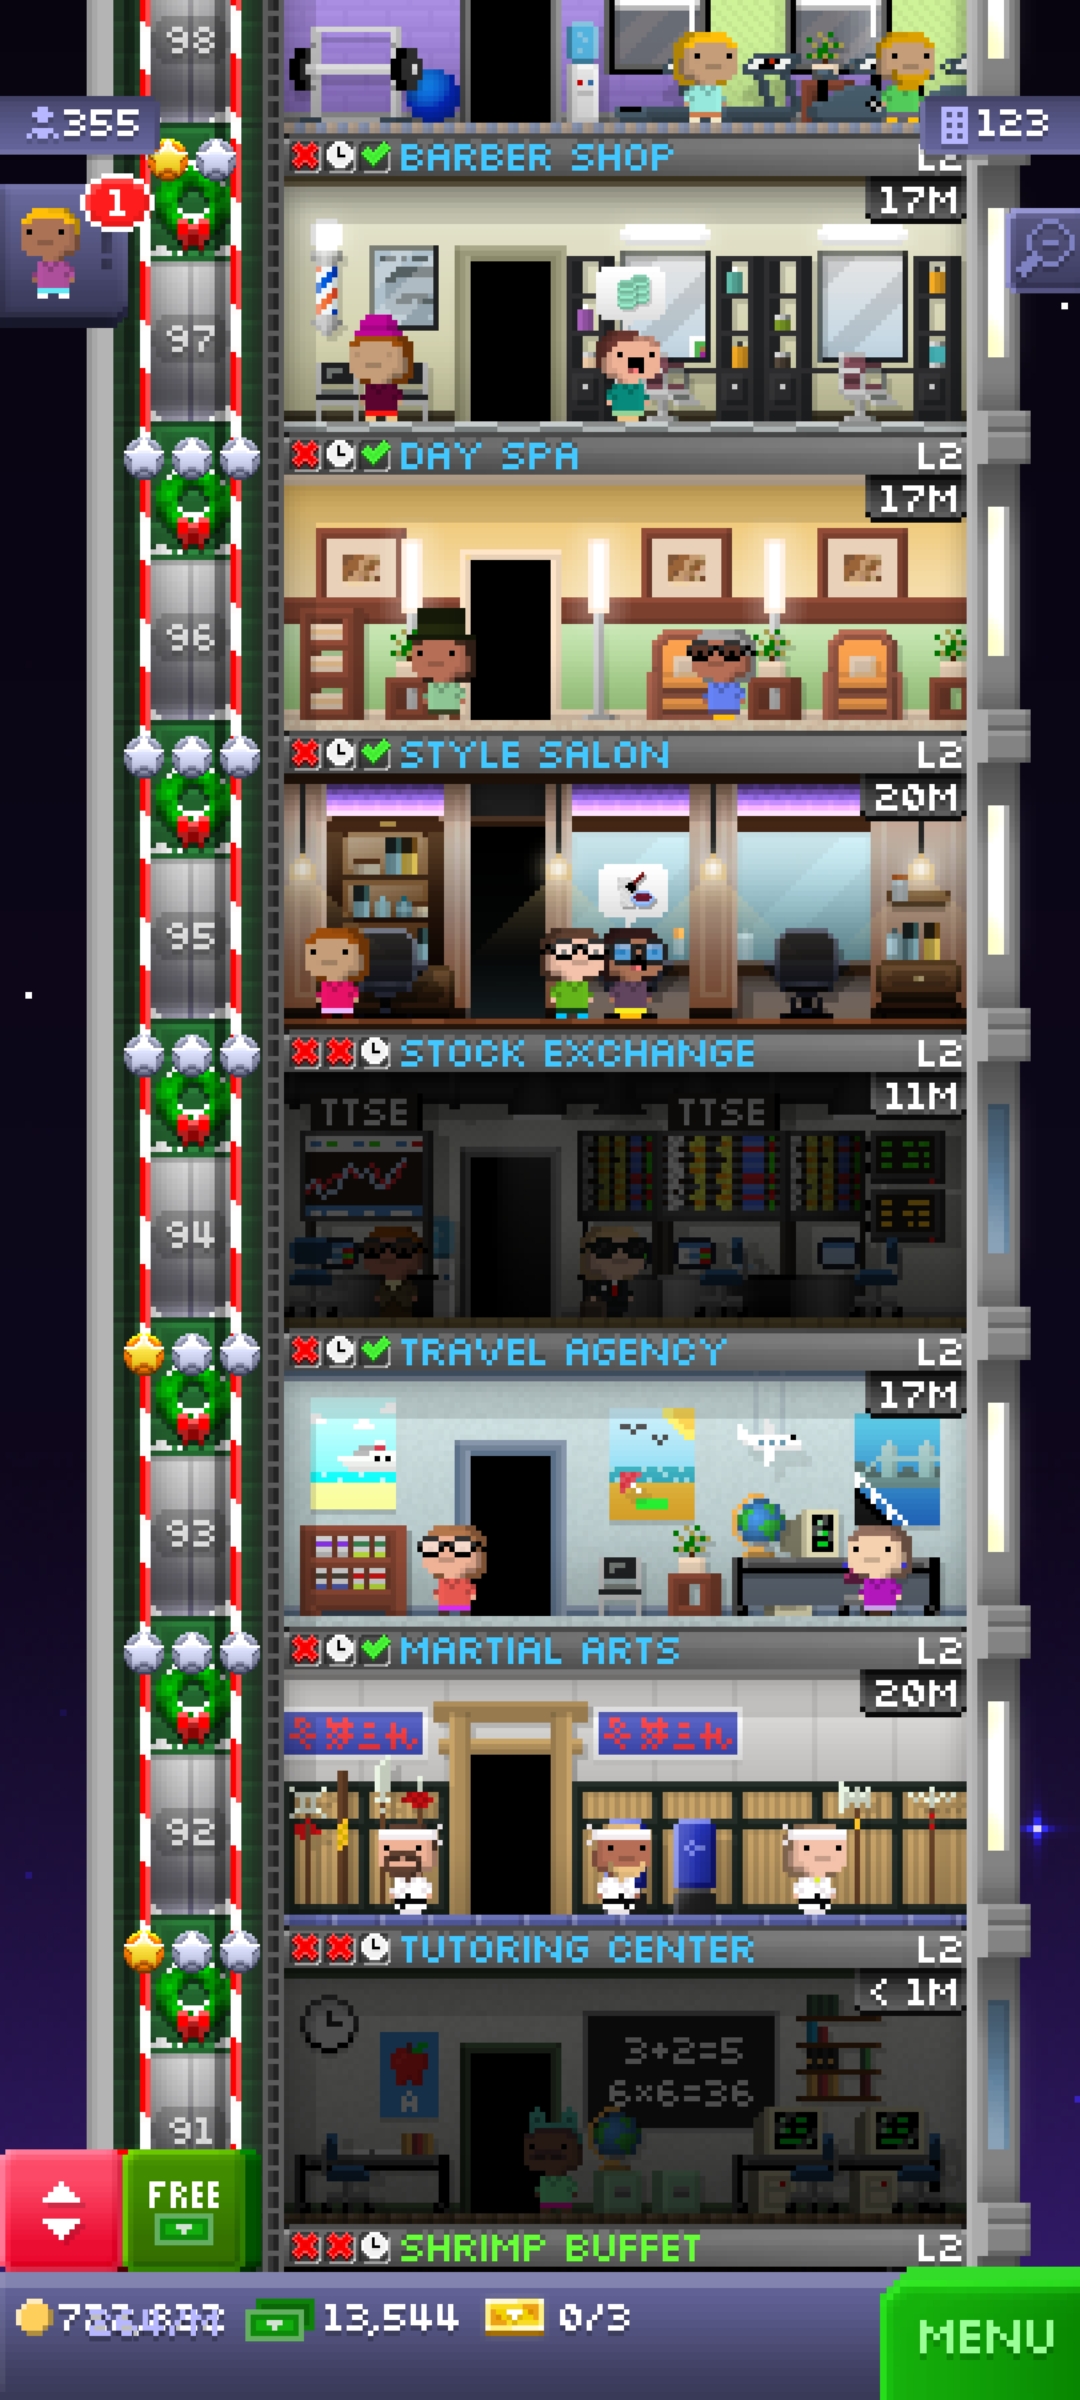 98
355
123
1
BARBER SHOP L2
17M
97
DAY SPA L2
17M
96
STYLE SALON L2
20M
95
STOCK EXCHANGE L2
11M
TTSE TTSE
94
TRAVEL AGENCY L2
17M
93
MARTIAL ARTS L2
20M
92
TUTORING CENTER L2
< 1M
3+2=5
6×6=36
A
91
FREE
SHRIMP BUFFET L2
13,544 0/3
MENU